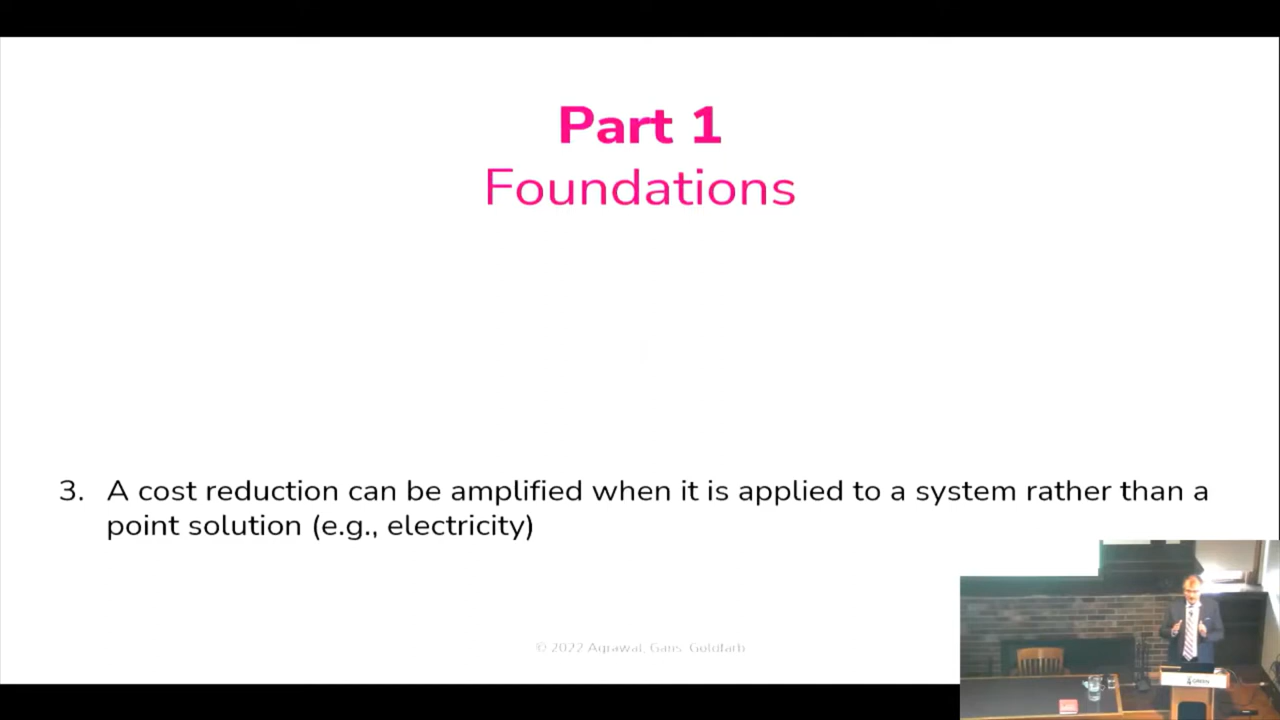 Part 1
Foundations
3. A cost reduction can be amplified when it is applied to a system rather than a
point solution (e.g., electricity)
© 2022 Agrawal, Gans, Goldfarb
GREEN